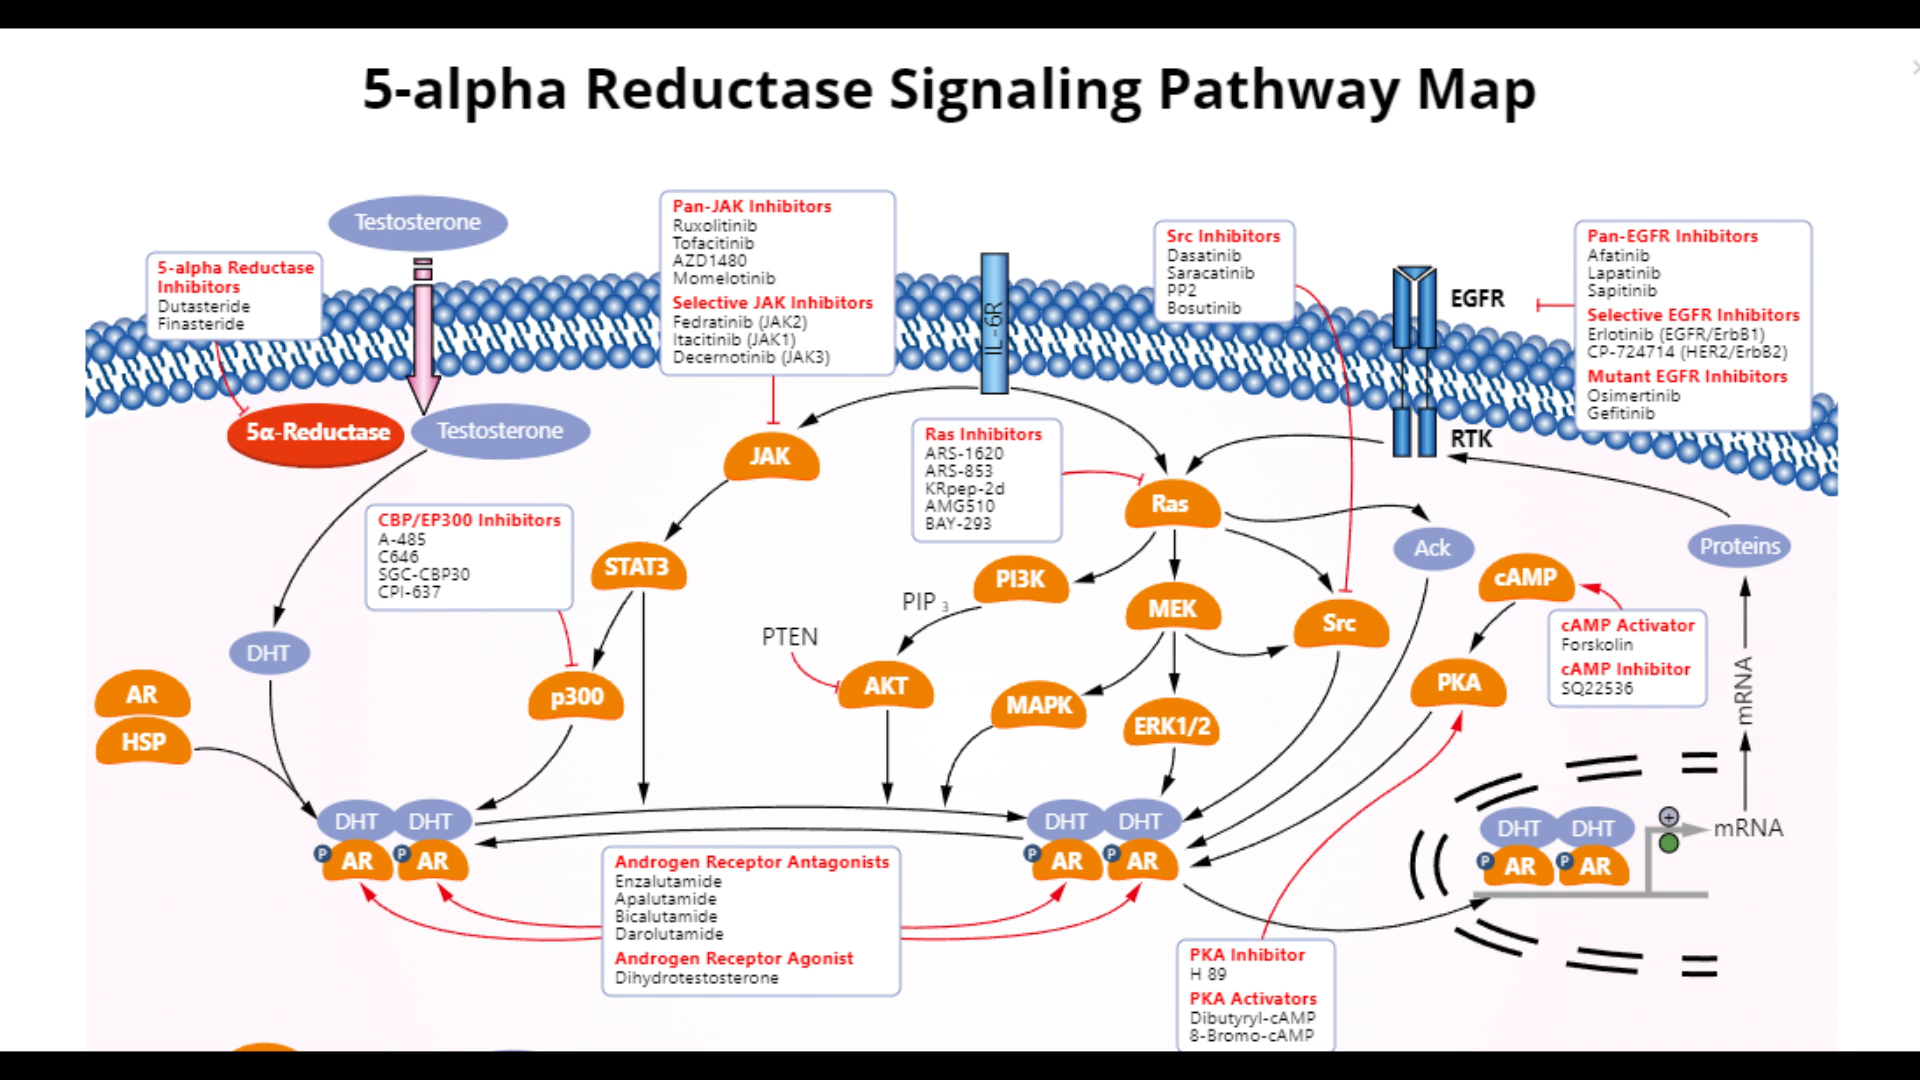 5-alpha Reductase Signaling Pathway Map
Testosterone
5-alpha Reductase
Inhibitors
Dutasteride
Finasteride
Pan-JAK Inhibitors
Ruxolitinib
Tofacitinib
AZD1480
Momelotinib
Selective JAK Inhibitors
Fedratinib (JAK2)
Itacitinib (JAK1)
Decernotinib (JAK3)
IL-6R
Src Inhibitors
Dasatinib
Saracatinib
PP2
Bosutinib
EGFR
Pan-EGFR Inhibitors
Afatinib
Lapatinib
Sapitinib
Selective EGFR Inhibitors
Erlotinib (EGFR/ErbB1)
CP-724714 (HER2/ErbB2)
Mutant EGFR Inhibitors
Osimertinib
Gefitinib
5α-Reductase
Testosterone
JAK
Ras Inhibitors
ARS-1620
ARS-853
KRpep-2d
AMG510
BAY-293
RTK
Ras
CBP/EP300 Inhibitors
A-485
C646
SGC-CBP30
CPI-637
STAT3
PI3K
PIP 3
PTEN
MEK
Src
Ack
cAMP
Proteins
cAMP Activator
Forskolin
cAMP Inhibitor
SQ22536
DHT
AR
HSP
p300
AKT
MAPK
ERK1/2
PKA
mRNA
mRNA
DHT DHT
P AR P AR
DHT DHT
P AR P AR
DHT DHT
P AR P AR
+
Androgen Receptor Antagonists
Enzalutamide
Apalutamide
Bicalutamide
Darolutamide
Androgen Receptor Agonist
Dihydrotestosterone
PKA Inhibitor
H 89
PKA Activators
Dibutyryl-cAMP
8-Bromo-cAMP